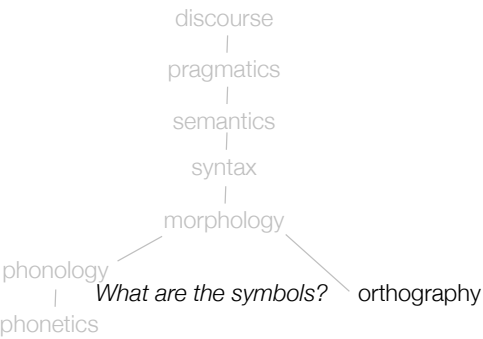 discourse
pragmatics
semantics
syntax
morphology
phonology
What are the symbols? orthography
phonetics